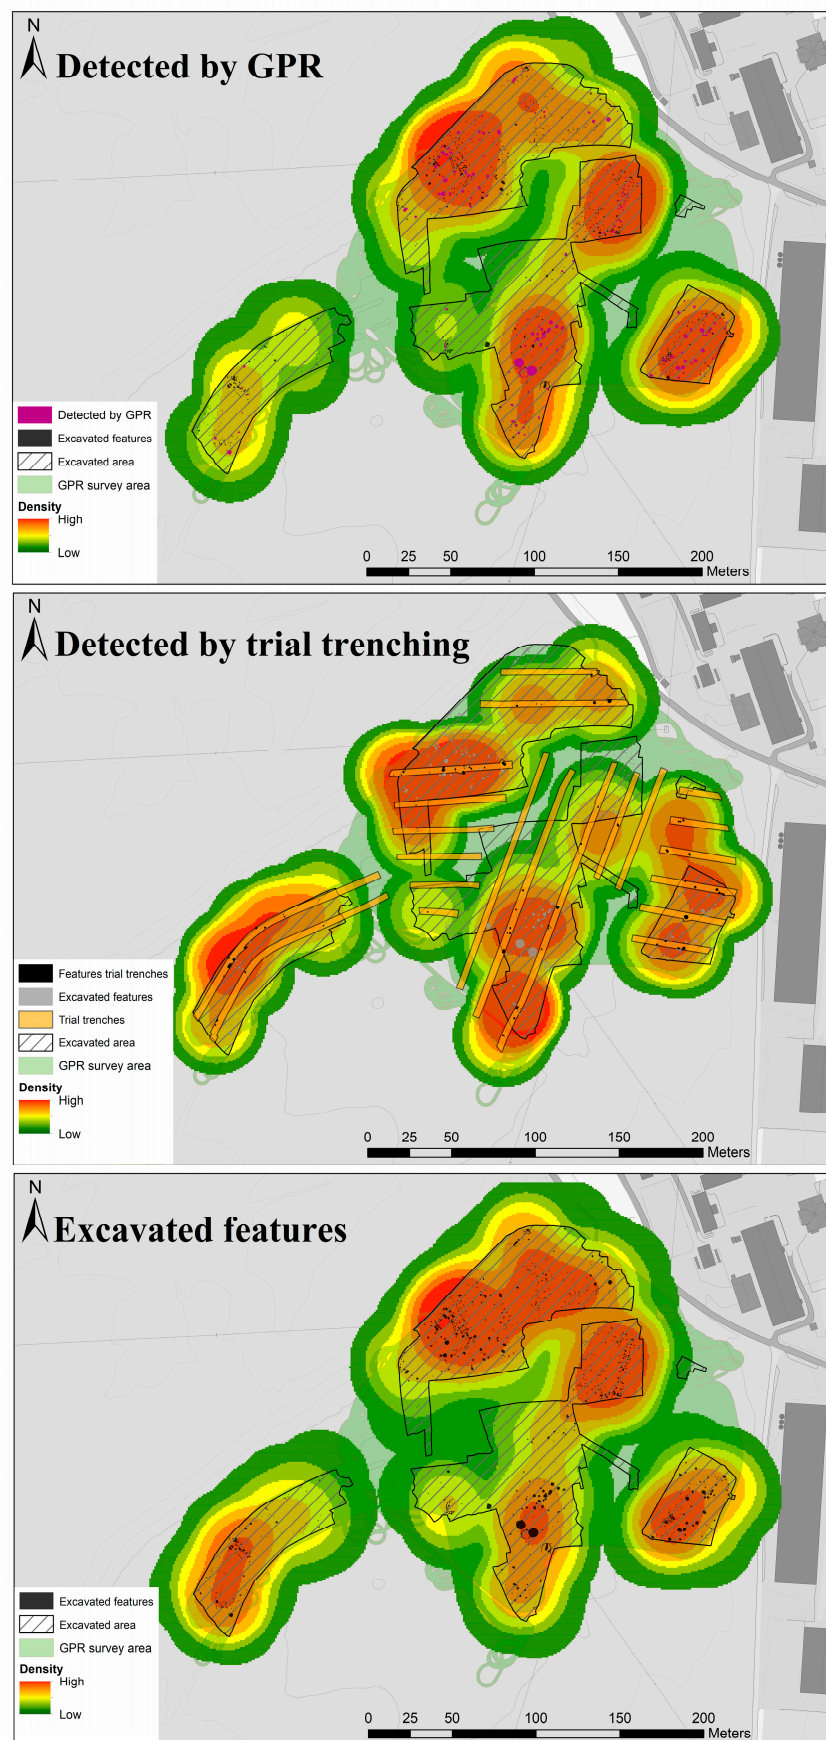 N
Detected by GPR
Detected by GPR
Excavated features
Excavated area
GPR survey area
Density
High
Low
0 25 50 100 150 200
Meters
N
Detected by trial trenching
Features trial trenches
Excavated features
Trial trenches
Excavated area
GPR survey area
Density
High
Low
0 25 50 100 150 200
Meters
N
Excavated features
Excavated features
Excavated area
GPR survey area
Density
High
Low
0 25 50 100 150 200
Meters